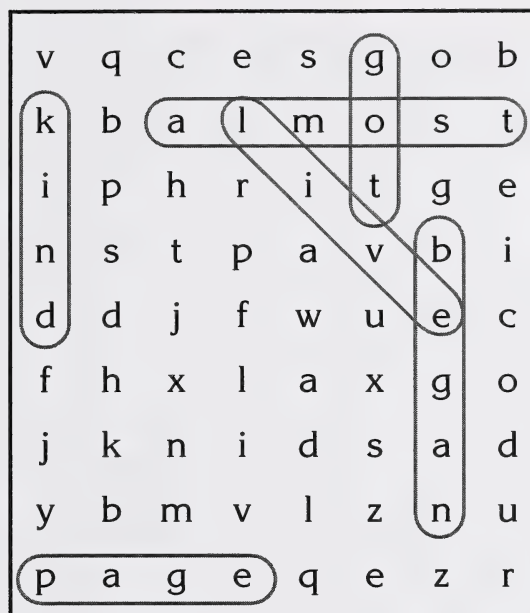 v q c e s g o b
k b a l m o s t
i p h r i t g e
n s t p a v b i
d d j f w u e c
f h x l a x g o
j k n i d s a d
y b m v l z n u
p a g e q e z r